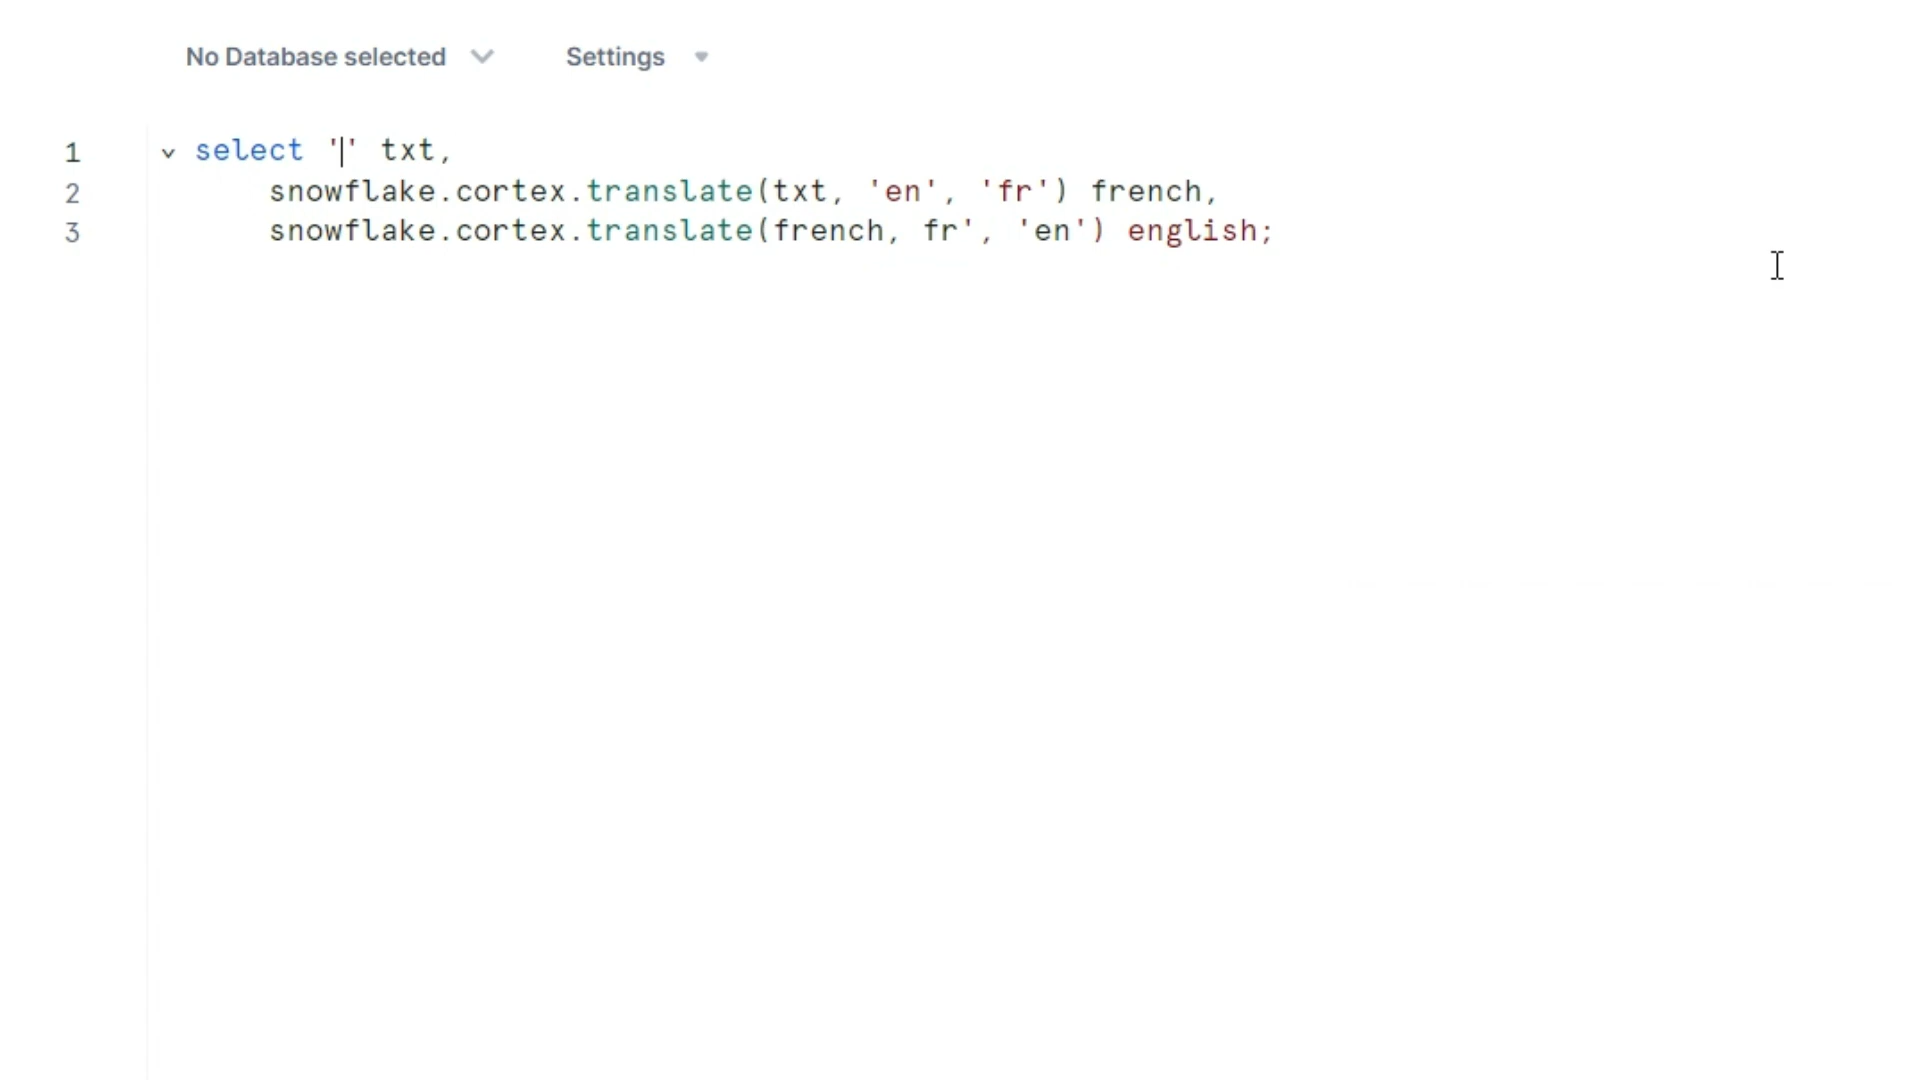 No Database selected Settings
1 select '' txt,
2 snowflake.cortex.translate(txt, 'en', 'fr') french,
3 snowflake.cortex.translate(french, fr', 'en') english;